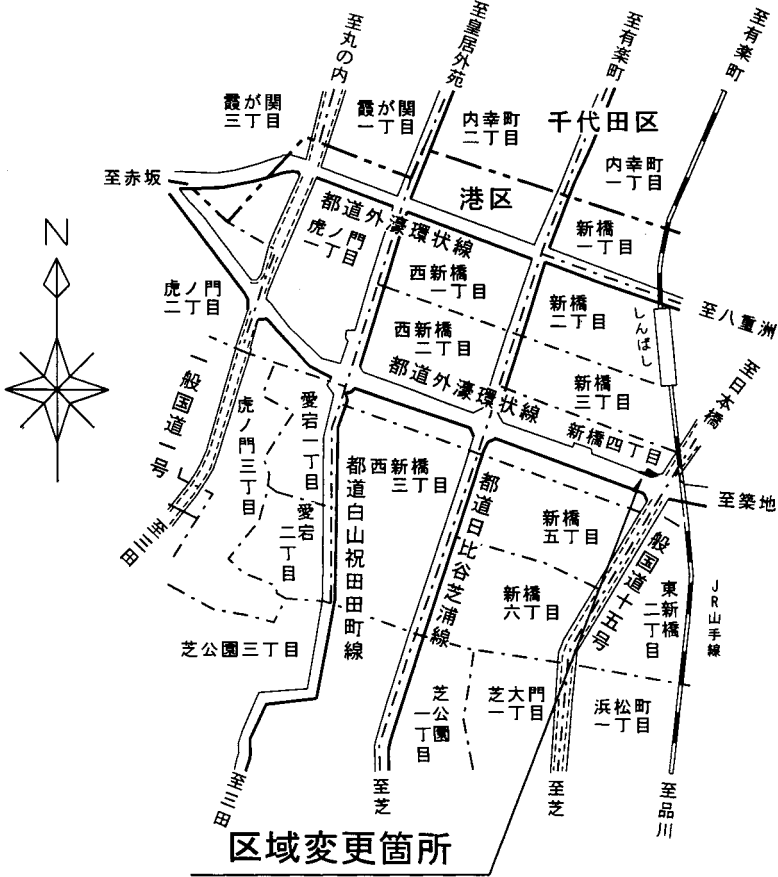 至丸の内
至皇居外苑
至有楽町
至有楽町
霞が関
三丁目
霞が関
一丁目
内幸町
二丁目
千代田区
内幸町
一丁目
至赤坂
港区
都道外濠環状線
虎ノ門
一丁目
新橋
一丁目
N
西新橋
一丁目
虎ノ門
二丁目
新橋
二丁目
しんばし
至八重洲
西新橋
二丁目
至日本橋
都道外濠環状線
新橋
三丁目
新橋四丁目
一般国道一号
虎ノ門三丁目
愛宕一丁目
都道白山祝田田町線
西新橋
三丁目
都道日比谷芝浦線
至築地
愛宕
二丁目
新橋
五丁目
一般国道十五号
至三田
新橋
六丁目
東新橋
二丁目
JR山手線
芝公園三丁目
芝公園
一丁目
芝大門
一丁目
浜松町
一丁目
至三田
至芝
至芝
至品川
区域変更箇所